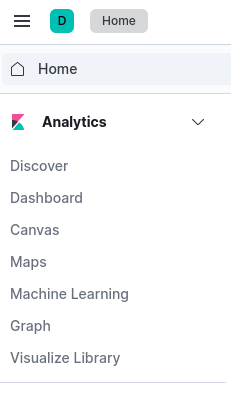 D Home
Home
Analytics
Discover
Dashboard
Canvas
Maps
Machine Learning
Graph
Visualize Library